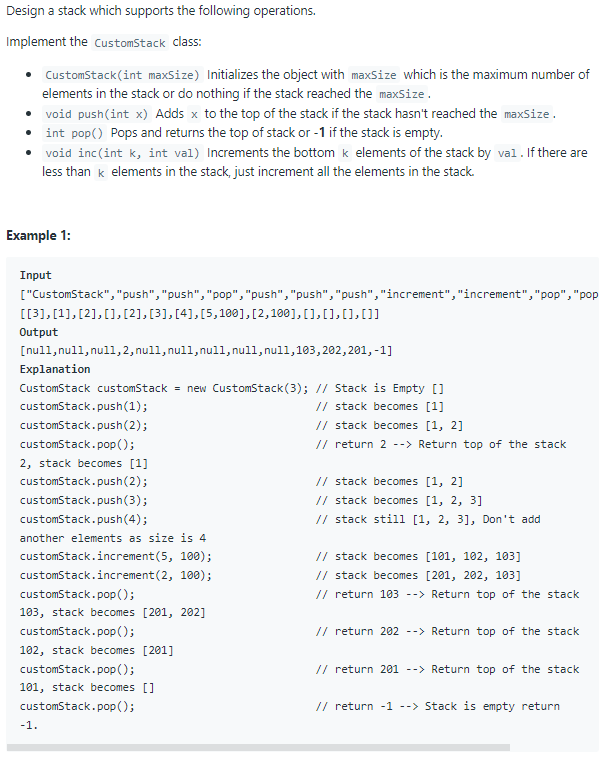 Design a stack which supports the following operations.
Implement the CustomStack class:
• CustomStack(int maxSize) Initializes the object with maxSize which is the maximum number of
elements in the stack or do nothing if the stack reached the maxSize.
• void push(int x) Adds x to the top of the stack if the stack hasn't reached the maxSize.
• int pop() Pops and returns the top of stack or -1 if the stack is empty.
• void inc(int k, int val) Increments the bottom k elements of the stack by val. If there are
less than k elements in the stack, just increment all the elements in the stack.
Example 1:
Input
["CustomStack","push","push","pop","push","push","push","increment","increment","pop","pop
[[3],[1],[2],[],[2],[3],[4],[5,100],[2,100],[],[],[],[]]
Output
[null,null,null,2,null,null,null,null,null,103,202,201,-1]
Explanation
CustomStack customStack = new CustomStack(3); // Stack is Empty []
customStack.push(1); // stack becomes [1]
customStack.push(2); // stack becomes [1, 2]
customStack.pop(); // return 2 --> Return top of the stack
2, stack becomes [1]
customStack.push(2); // stack becomes [1, 2]
customStack.push(3); // stack becomes [1, 2, 3]
customStack.push(4); // stack still [1, 2, 3], Don't add
another elements as size is 4
customStack.increment(5, 100); // stack becomes [101, 102, 103]
customStack.increment(2, 100); // stack becomes [201, 202, 103]
customStack.pop(); // return 103 --> Return top of the stack
103, stack becomes [201, 202]
customStack.pop(); // return 202 --> Return top of the stack
102, stack becomes [201]
customStack.pop(); // return 201 --> Return top of the stack
101, stack becomes []
customStack.pop(); // return -1 --> Stack is empty return
-1.